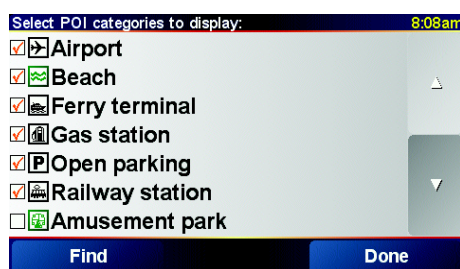 Select POI categories to display: 8:08am
Airport
Beach
Ferry terminal
Gas station
P Open parking
Railway station
Amusement park
Find Done